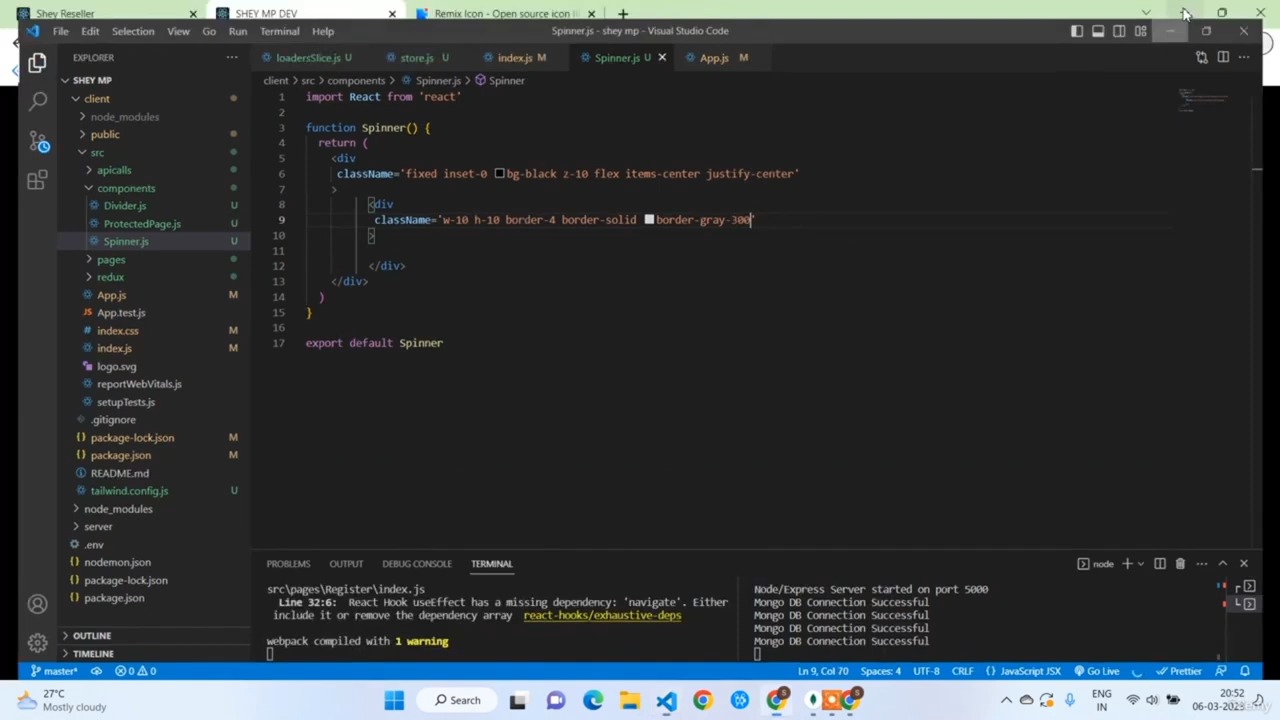 Shey Reseller
SHEY MP DEV
Remix Icon - Open source icon li
File Edit Selection View Go Run Terminal Help
Spinner.js - shey mp - Visual Studio Code
EXPLORER
SHEY MP
client
node_modules
public
src
apicalls
components
Divider.js U
ProtectedPage.js U
Spinner.js U
pages
redux
App.js M
App.test.js
index.css M
index.js M
logo.svg
reportWebVitals.js
setupTests.js
.gitignore
package-lock.json M
package.json M
README.md
tailwind.config.js U
node_modules
server
.env
nodemon.json
package-lock.json
package.json
OUTLINE
TIMELINE
loadersSlice.js U
store.js U
index.js M
Spinner.js U
App.js M
client > src > components > Spinner.js > Spinner
1 import React from 'react'
2
3 function Spinner() {
4 return (
5 <div
6 className='fixed inset-0 bg-black z-10 flex items-center justify-center'
7 >
8 <div
9 className='w-10 h-10 border-4 border-solid border-gray-300'
10 >
11
12 </div>
13 </div>
14 )
15 }
16
17 export default Spinner
PROBLEMS OUTPUT DEBUG CONSOLE TERMINAL
node
src\pages\Register\index.js
Line 32:6: React Hook useEffect has a missing dependency: 'navigate'. Either
include it or remove the dependency array react-hooks/exhaustive-deps
webpack compiled with 1 warning
Node/Express Server started on port 5000
Mongo DB Connection Successful
Mongo DB Connection Successful
Mongo DB Connection Successful
Mongo DB Connection Successful
master*
0 0
Ln 9, Col 70 Spaces: 4 UTF-8 CRLF JavaScript JSX Go Live Prettier
27°C
Mostly cloudy
Search
ENG
IN
20:52
06-03-2023